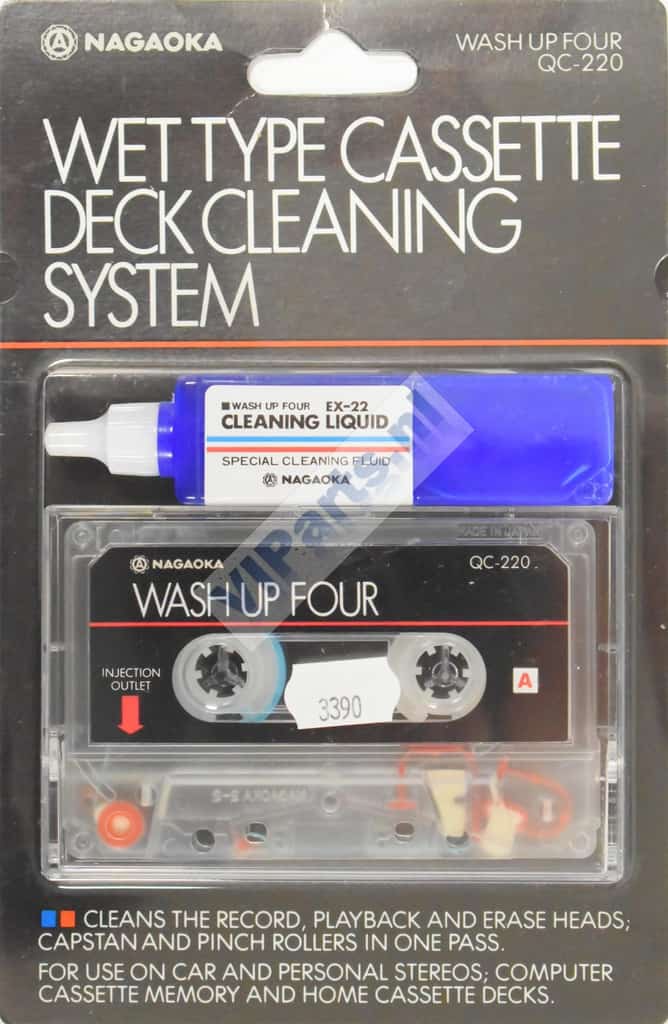 NAGAOKA
WASH UP FOUR
QC-220
WET TYPE CASSETTE
DECK CLEANING
SYSTEM
WASH UP FOUR EX-22
CLEANING LIQUID
SPECIAL CLEANING FLUID
NAGAOKA
VIParts.nl
MADE IN JAPAN
NAGAOKA
QC-220
WASH UP FOUR
INJECTION
OUTLET
A
3390
CLEANS THE RECORD, PLAYBACK AND ERASE HEADS;
CAPSTAN AND PINCH ROLLERS IN ONE PASS.
FOR USE ON CAR AND PERSONAL STEREOS; COMPUTER
CASSETTE MEMORY AND HOME CASSETTE DECKS.